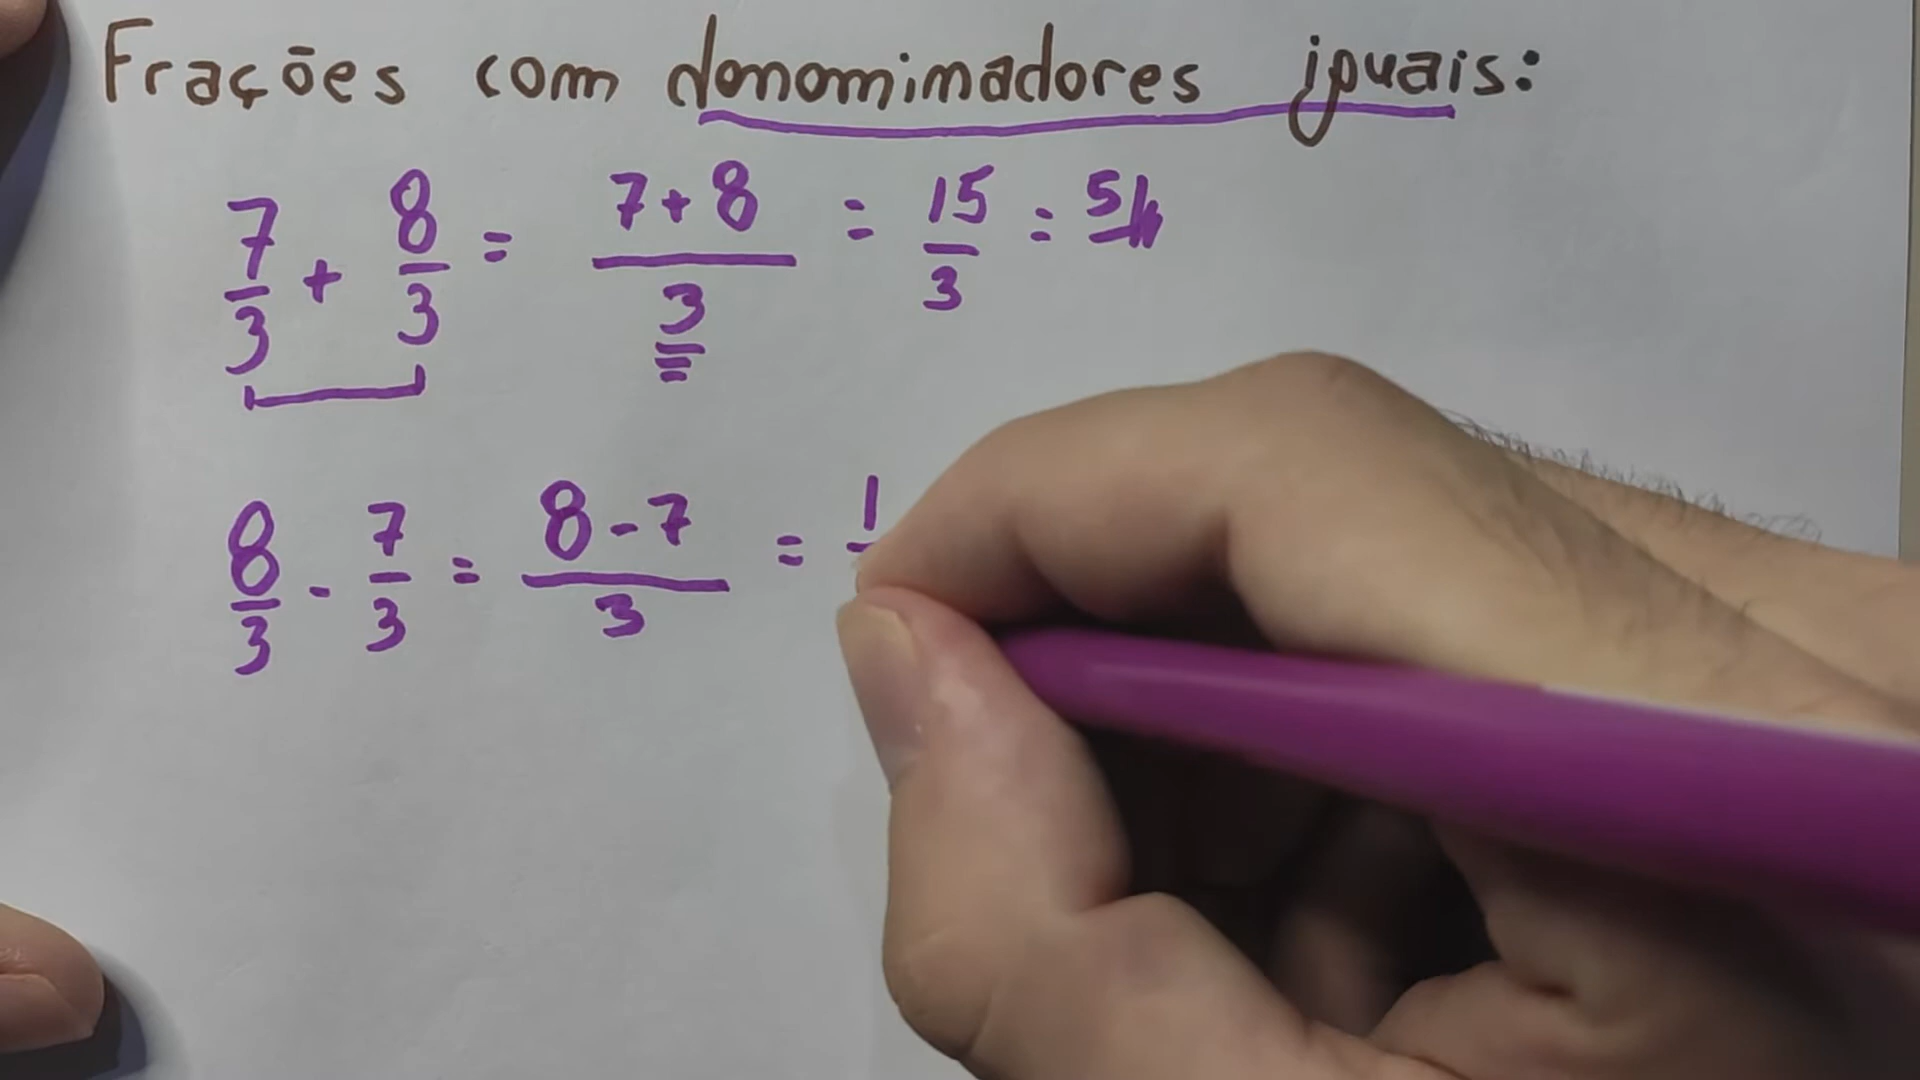 Frações com donominadores iguais:
7/3 + 8/3 = 7+8/3 = 15/3 = 5
8/3 - 7/3 = 8-7/3 = 1